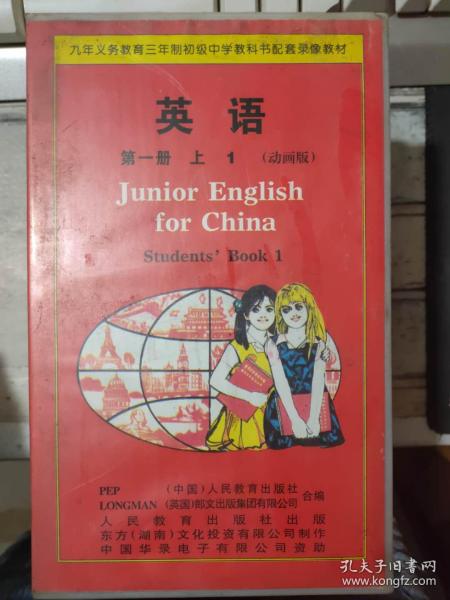 九年义务教育三年制初级中学教科书配套录像教材
英语
第一册 上 1 (动画版)
Junior English
for China
Students' Book 1
PEP (中国)人民教育出版社
LONGMAN (英国)郎文出版集团有限公司 合编
人民教育出版社出版
东方(湖南)文化投资有限公司制作
中国华录电子有限公司资助
孔夫子旧书网
book.kongfz.com